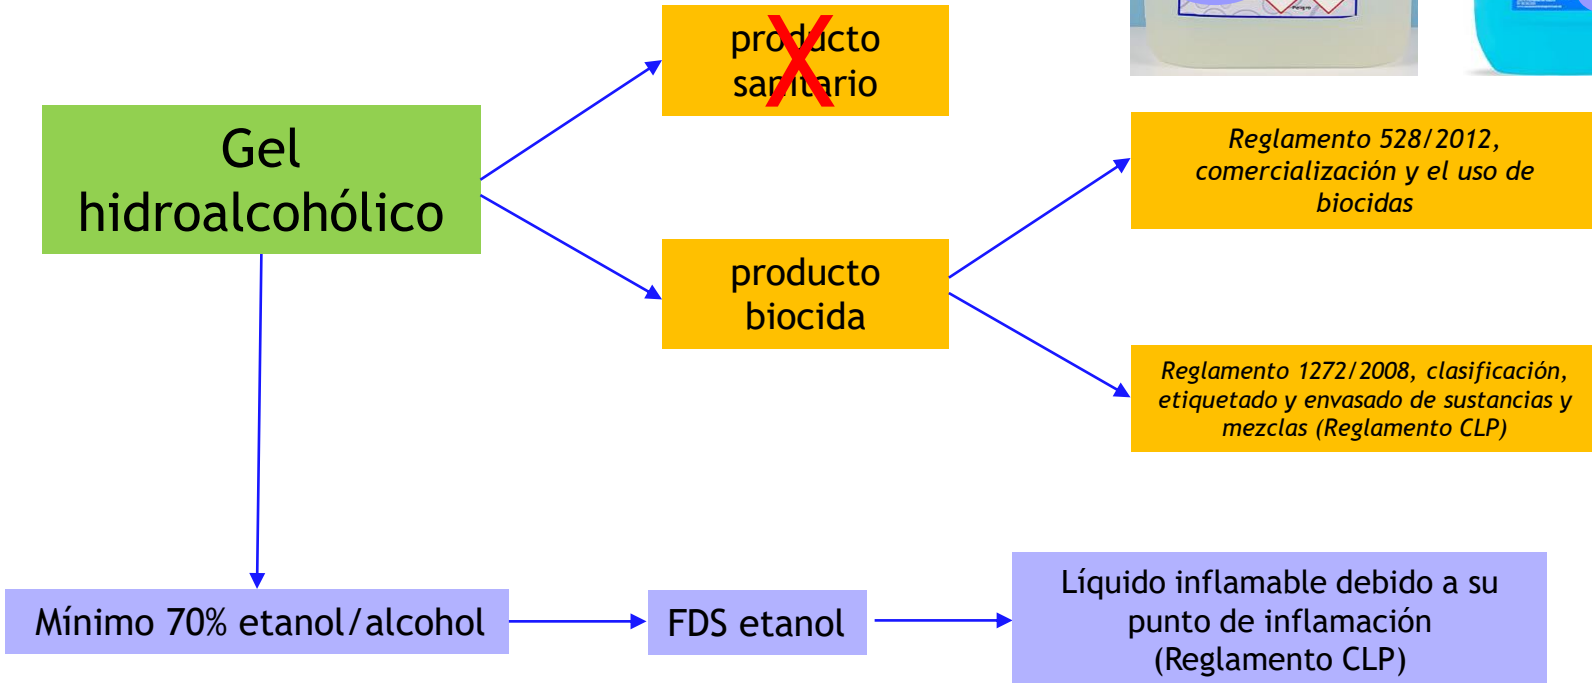 producto
sanitario
X
Peligro
Gel
hidroalcohólico
Reglamento 528/2012,
comercialización y el uso de
biocidas
producto
biocida
Reglamento 1272/2008, clasificación,
etiquetado y envasado de sustancias y
mezclas (Reglamento CLP)
Mínimo 70% etanol/alcohol
FDS etanol
Líquido inflamable debido a su
punto de inflamación
(Reglamento CLP)